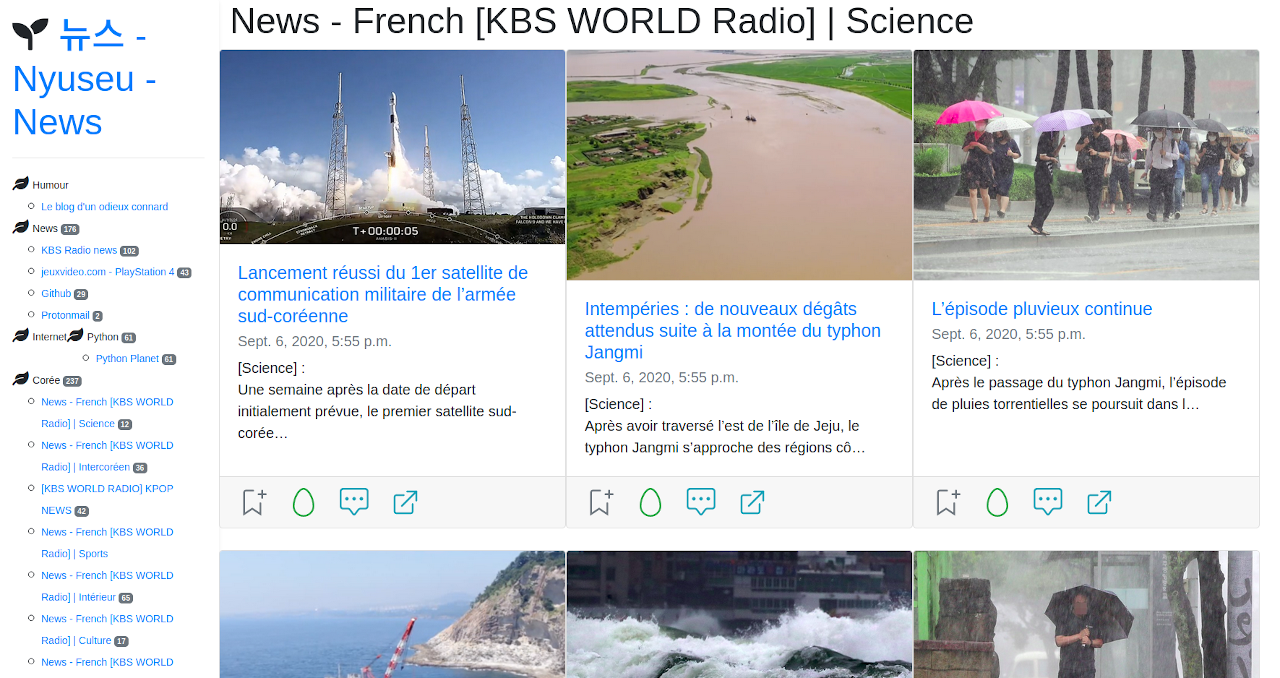 뉴스 -
Nyuseu -
News
Humour
Le blog d'un odieux connard
News 176
KBS Radio news 102
jeuxvideo.com - PlayStation 4 43
Github 29
Protonmail 2
Internet Python 61
Python Planet 61
Corée 237
News - French [KBS WORLD
Radio] | Science 12
News - French [KBS WORLD
Radio] | Intercoréen 36
[KBS WORLD RADIO] KPOP
NEWS 42
News - French [KBS WORLD
Radio] | Sports
News - French [KBS WORLD
Radio] | Intérieur 65
News - French [KBS WORLD
Radio] | Culture 17
News - French [KBS WORLD
News - French [KBS WORLD Radio] | Science
0.0
T+00:00:05
THE HOLDDOWN CLAM
Lancement réussi du 1er satellite de
communication militaire de l’armée
sud-coréenne
Sept. 6, 2020, 5:55 p.m.
[Science] :
Une semaine après la date de départ
initialement prévue, le premier satellite sud-
corée…
Intempéries : de nouveaux dégâts
attendus suite à la montée du typhon
Jangmi
Sept. 6, 2020, 5:55 p.m.
[Science] :
Après avoir traversé l’est de l’île de Jeju, le
typhon Jangmi s’approche des régions cô…
L’épisode pluvieux continue
Sept. 6, 2020, 5:55 p.m.
[Science] :
Après le passage du typhon Jangmi, l’épisode
de pluies torrentielles se poursuit dans l…